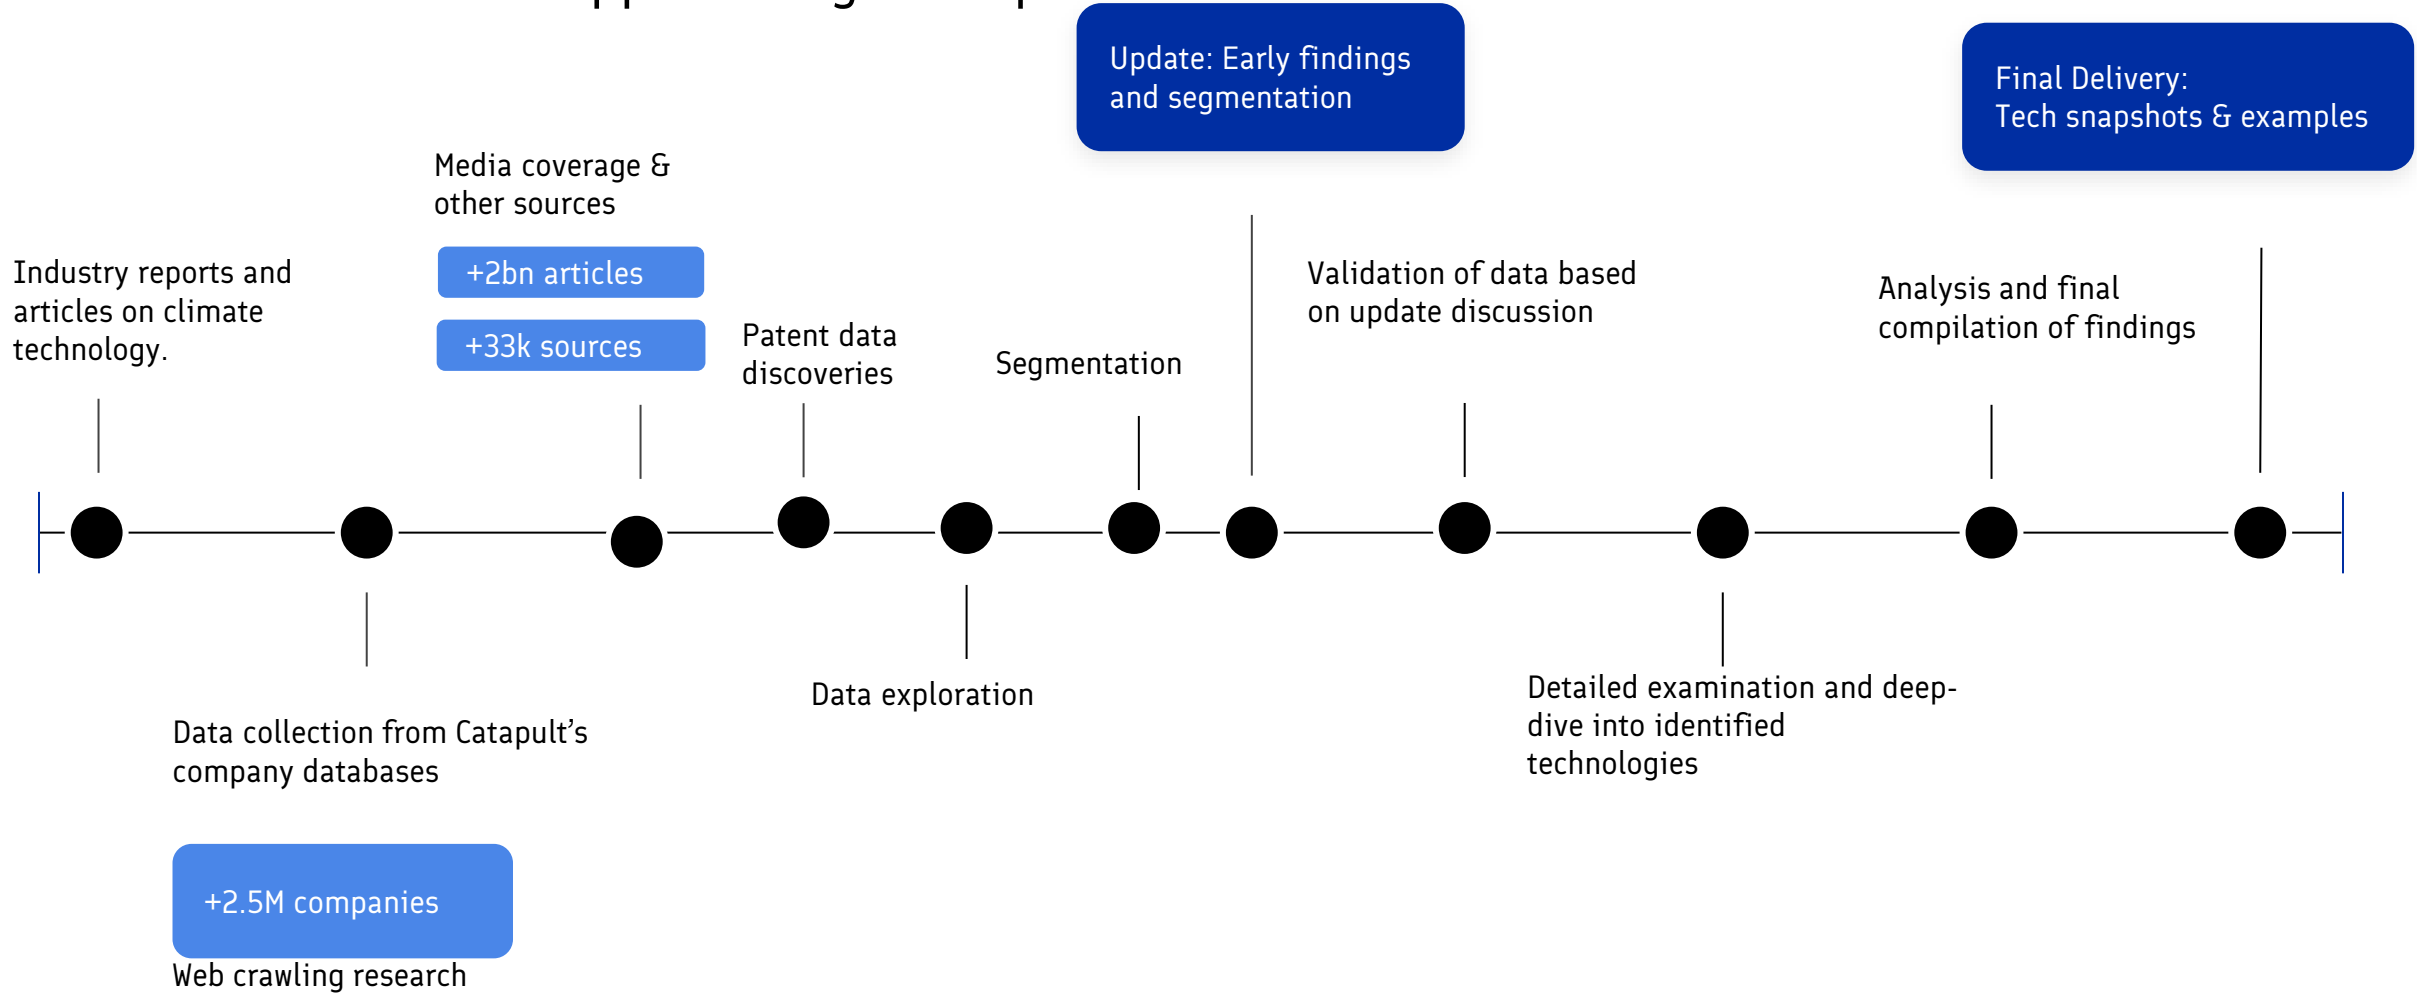 Update: Early findings
and segmentation
Final Delivery:
Tech snapshots & examples
Media coverage &
other sources
+2bn articles
+33k sources
Industry reports and
articles on climate
technology.
Patent data
discoveries
Segmentation
Validation of data based
on update discussion
Analysis and final
compilation of findings
Data exploration
Detailed examination and deep-
dive into identified
technologies
Data collection from Catapult’s
company databases
+2.5M companies
Web crawling research